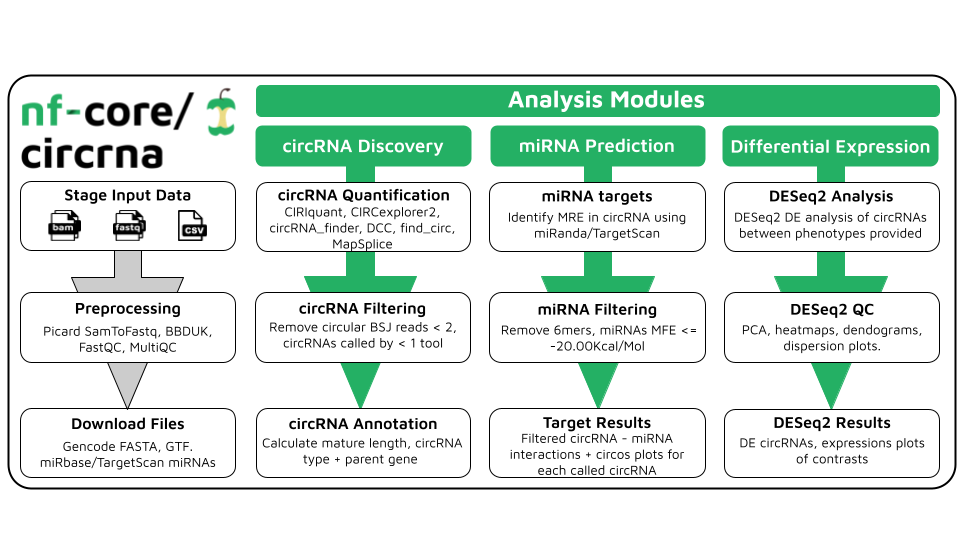 nf-core/
circrna
Stage Input Data
bam
fastq
CSV
Preprocessing
Picard SamToFastq, BBDUK,
FastQC, MultiQC
Download Files
Gencode FASTA, GTF.
miRbase/TargetScan miRNAs
Analysis Modules
circRNA Discovery
circRNA Quantification
CIRIquant, CIRCexplorer2,
circRNA_finder, DCC, find_circ,
MapSplice
circRNA Filtering
Remove circular BSJ reads < 2,
circRNAs called by < 1 tool
circRNA Annotation
Calculate mature length, circRNA
type + parent gene
miRNA Prediction
miRNA targets
Identify MRE in circRNA using
miRanda/TargetScan
miRNA Filtering
Remove 6mers, miRNAs MFE <=
-20.00Kcal/Mol
Target Results
Filtered circRNA - miRNA
interactions + circos plots for
each called circRNA
Differential Expression
DESeq2 Analysis
DESeq2 DE analysis of circRNAs
between phenotypes provided
DESeq2 QC
PCA, heatmaps, dendograms,
dispersion plots.
DESeq2 Results
DE circRNAs, expressions plots
of contrasts